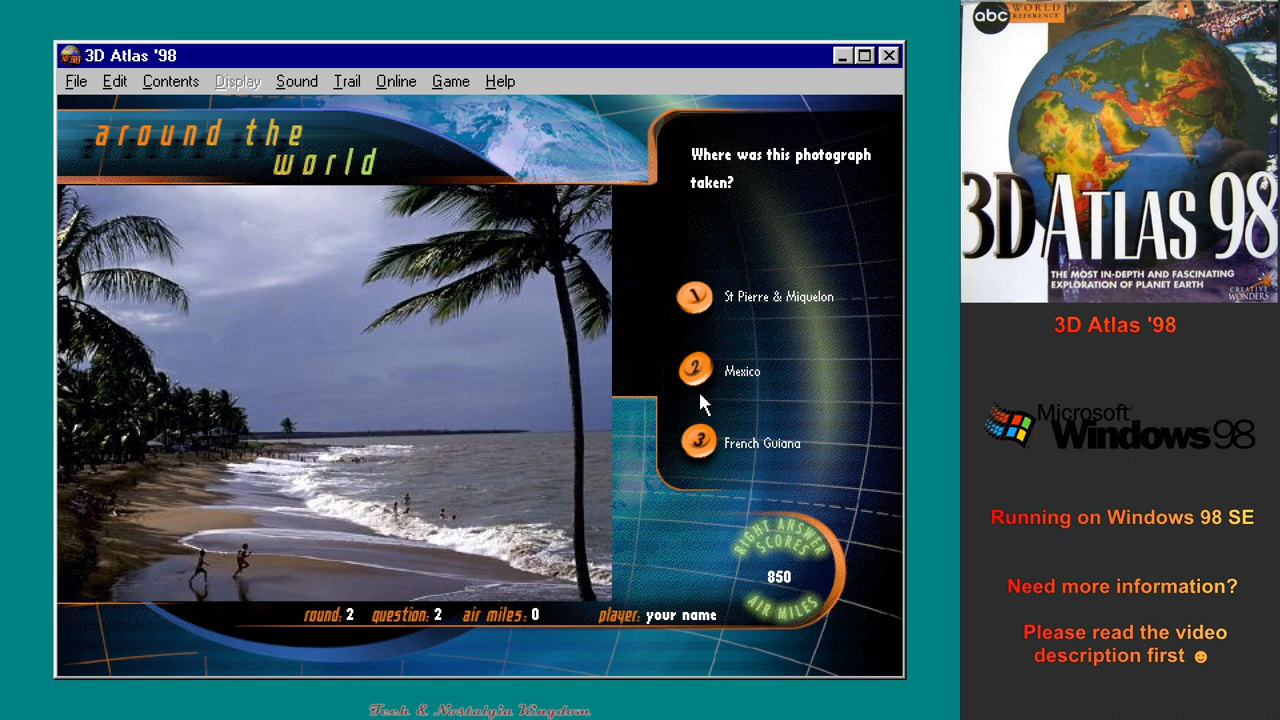 3D Atlas '98
File Edit Contents Display Sound Trail Online Game Help
around the
world
Where was this photograph
taken?
1 St Pierre & Miquelon
2 Mexico
3 French Guiana
RIGHT ANSWER
SCORES
850
AIR MILES
round: 2 question: 2 air miles: 0 player: your name
Tech & Nostalgia Kingdom
abc WORLD
REFERENCE
3D ATLAS 98
THE MOST IN-DEPTH AND FASCINATING
EXPLORATION OF PLANET EARTH
CREATIVE
WONDERS
3D Atlas '98
Microsoft
Windows 98
Running on Windows 98 SE
Need more information?
Please read the video
description first ☻